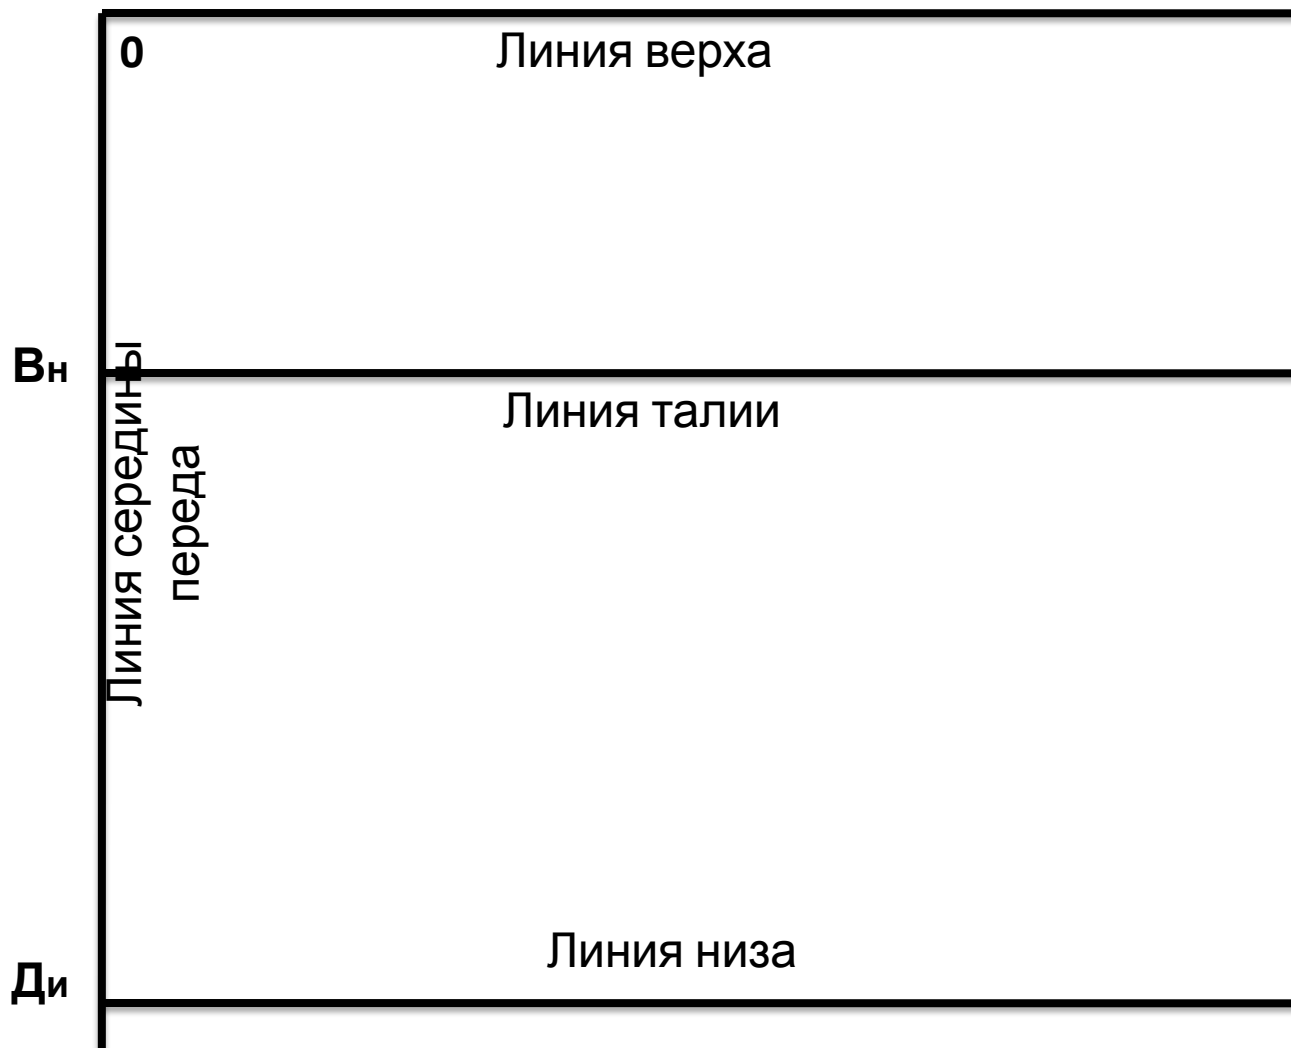 0
Линия верха
Вн
Линия талии
Линия середины
переда
Линия низа
Ди